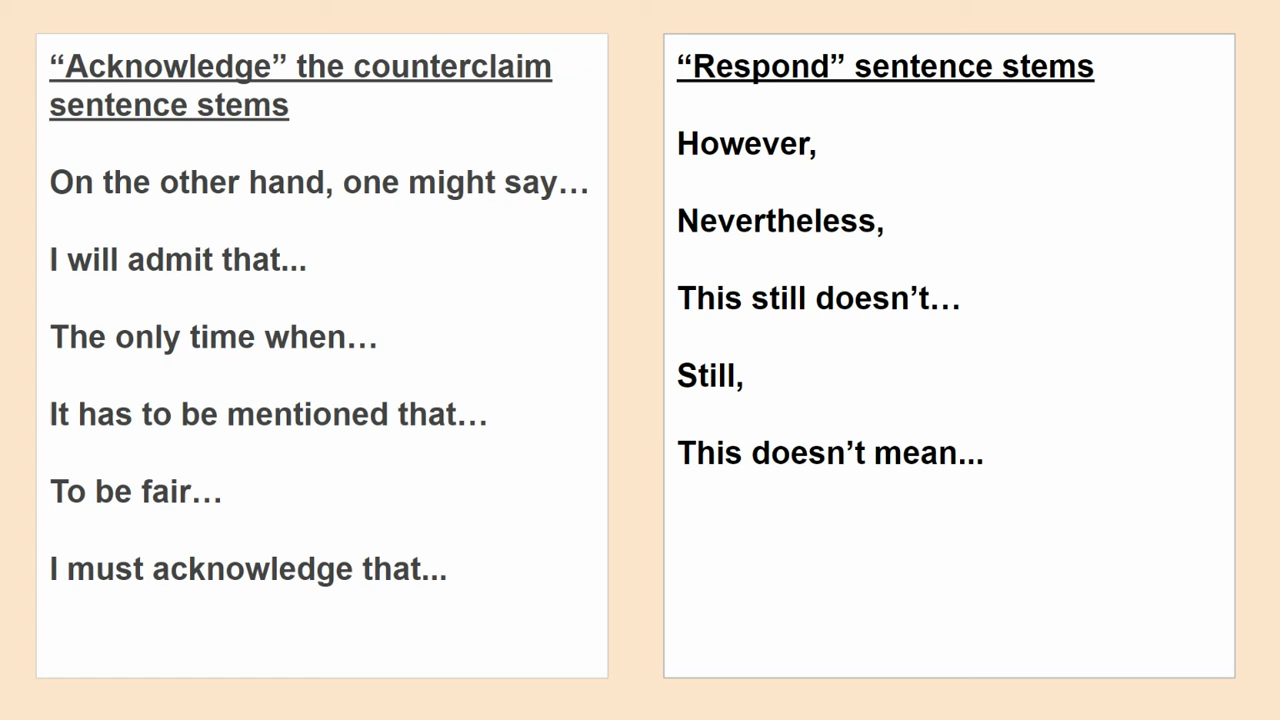 “Acknowledge” the counterclaim
sentence stems
On the other hand, one might say…
I will admit that...
The only time when…
It has to be mentioned that…
To be fair…
I must acknowledge that...
“Respond” sentence stems
However,
Nevertheless,
This still doesn’t…
Still,
This doesn’t mean...